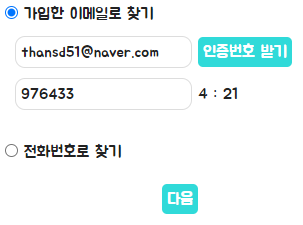 가입한 이메일로 찾기
thansd51@naver.com 인증번호 받기
976433 4 : 21
전화번호로 찾기
다음